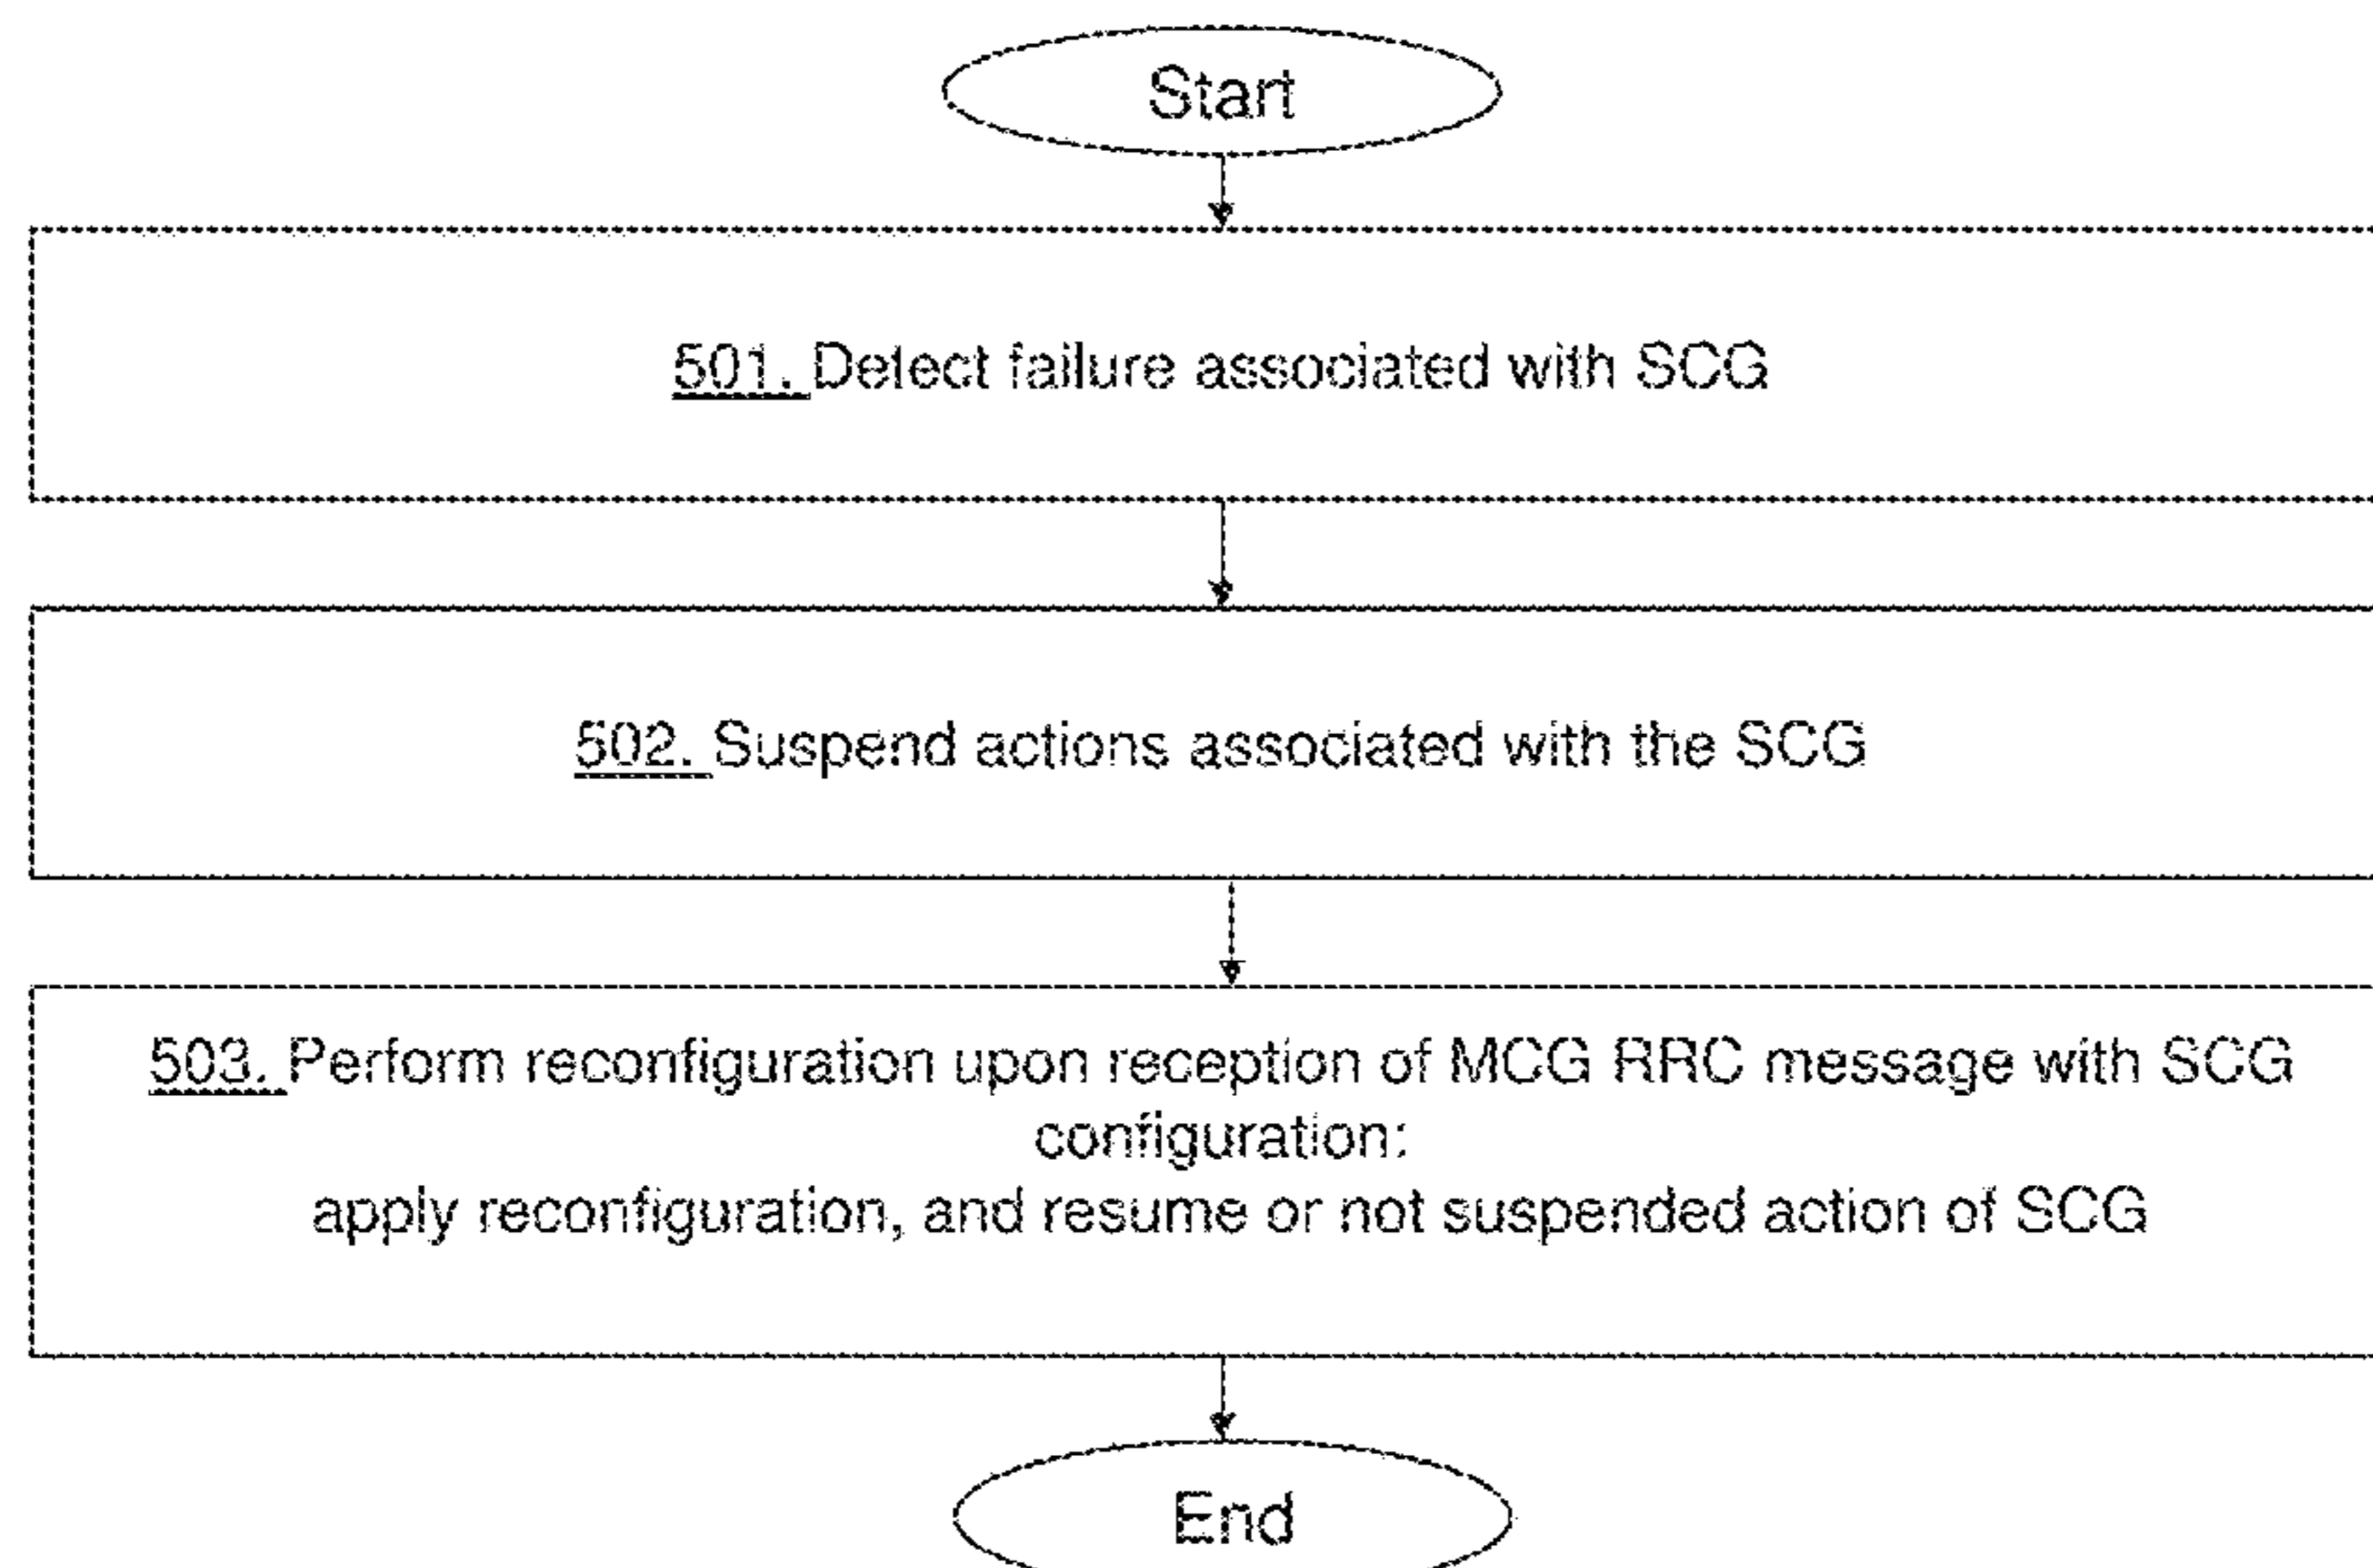 Start
501. Detect failure associated with SCG
502. Suspend actions associated with the SCG
503. Perform reconfiguration upon reception of MCG RRC message with SCG
configuration:
apply reconfiguration, and resume or not suspended action of SCG
End